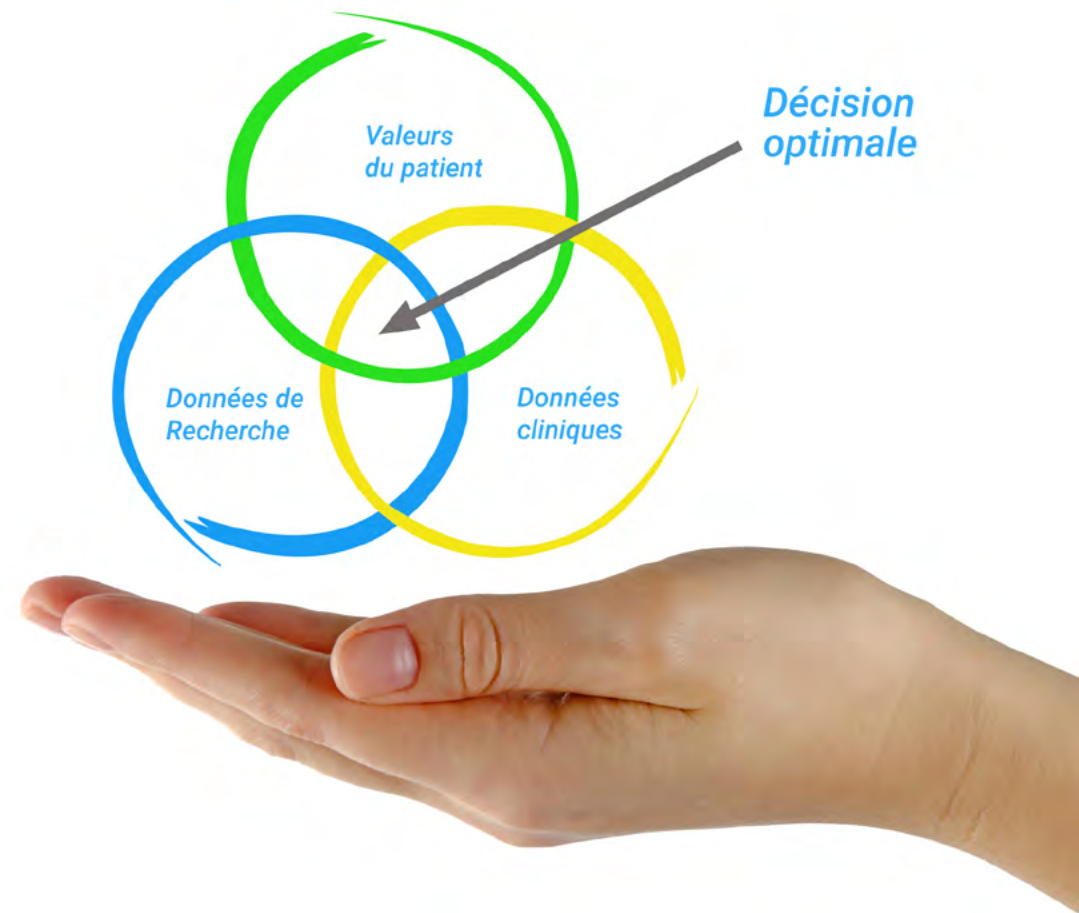 Décision
optimale
Valeurs
du patient
Données de
Recherche
Données
cliniques